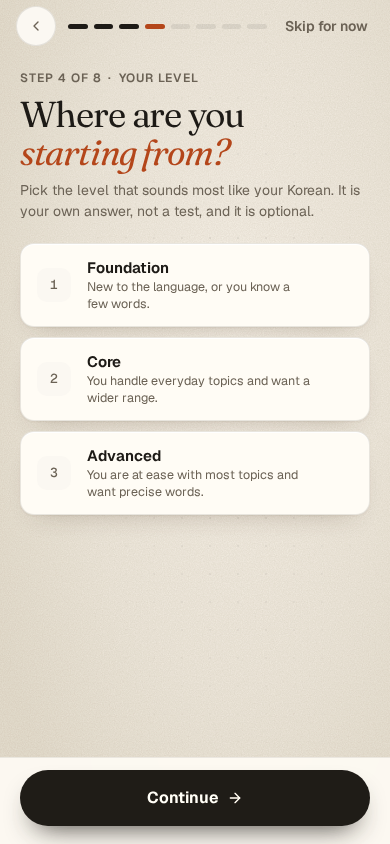 Skip for now
STEP 4 OF 8 · YOUR LEVEL
Where are you
starting from?
Pick the level that sounds most like your Korean. It is
your own answer, not a test, and it is optional.
1
Foundation
New to the language, or you know a
few words.
2
Core
You handle everyday topics and want a
wider range.
3
Advanced
You are at ease with most topics and
want precise words.
Continue →